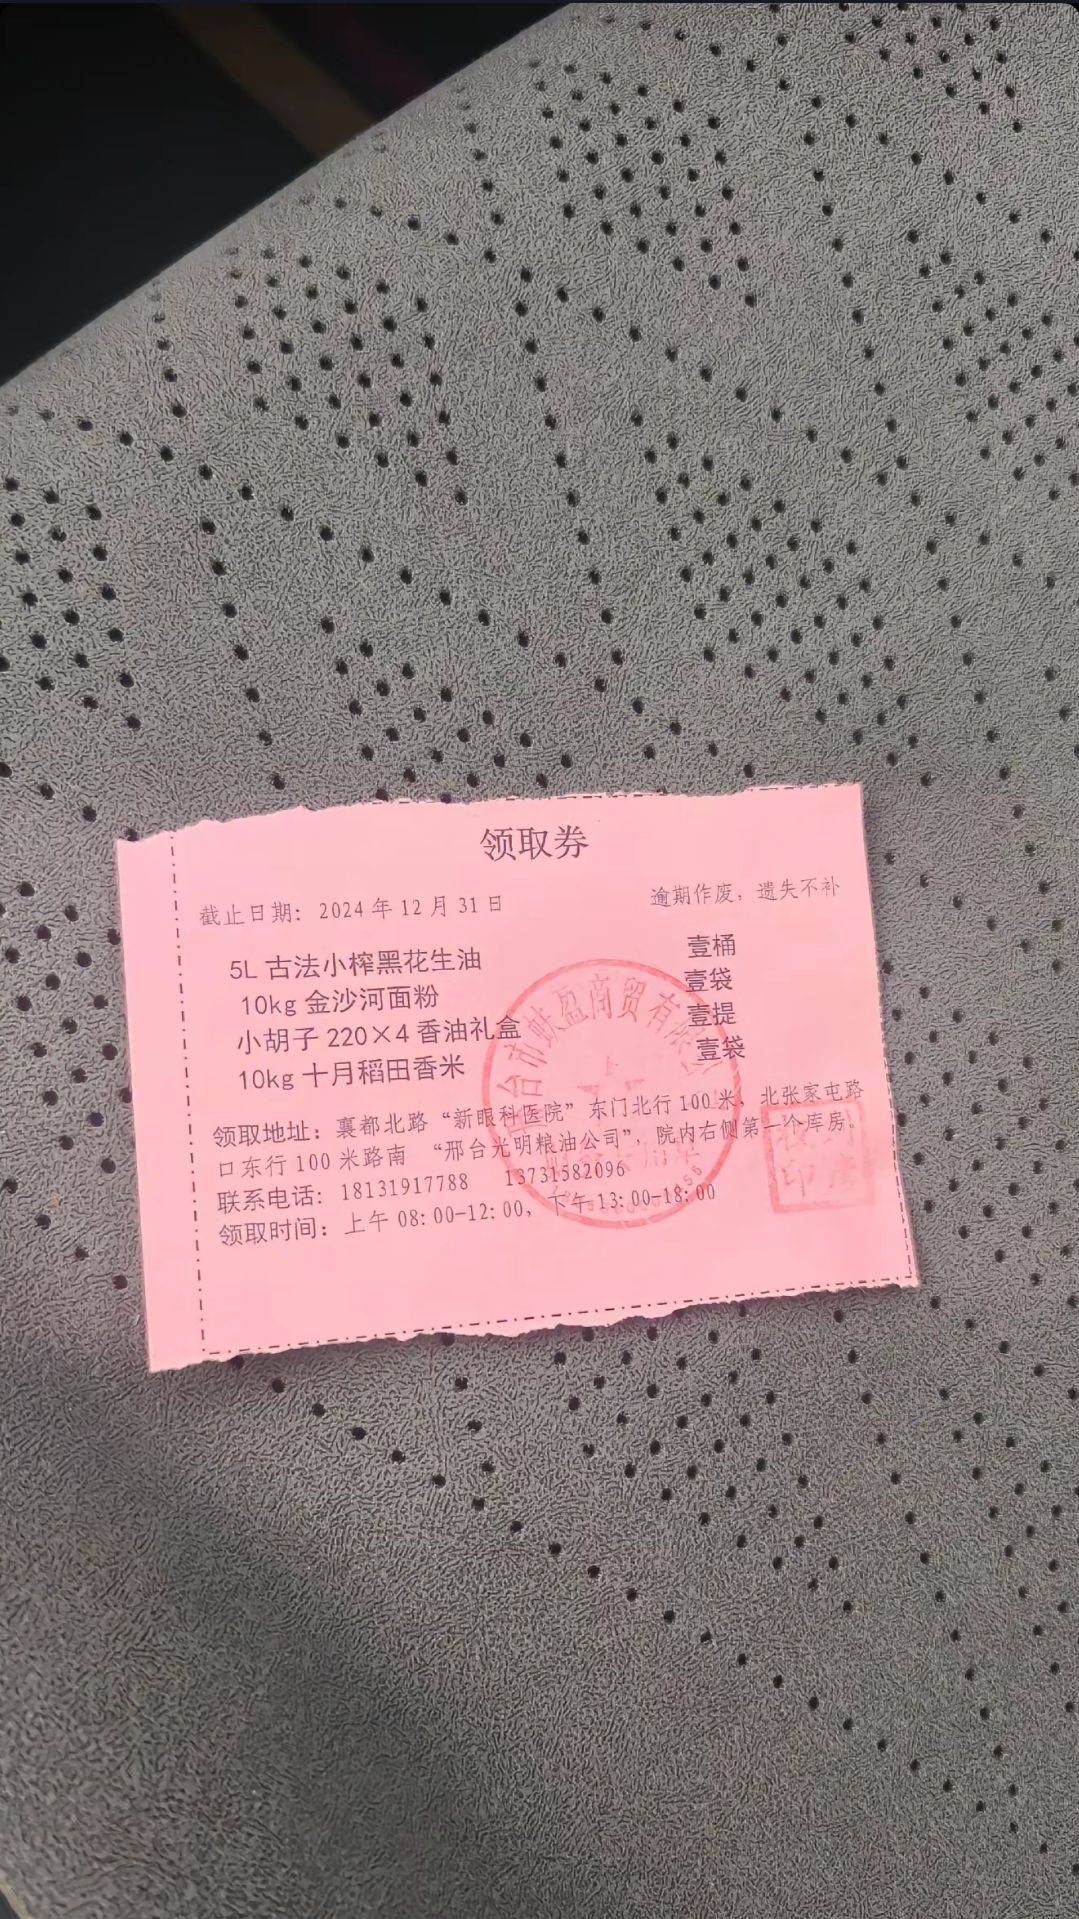 领取券
截止日期：2024 年 12 月 31 日 逾期作废，遗失不补
5L 古法小榨黑花生油 壹桶
10kg 金沙河面粉 壹袋
小胡子 220×4 香油礼盒 壹提
10kg 十月稻田香米 壹袋
领取地址：襄都北路“新眼科医院”东门北行 100 米，北张家屯路
口东行 100 米路南 “邢台光明粮油公司”，院内右侧第一个库房。
联系电话：18131917788 13731582096
领取时间：上午 08:00-12:00，下午 13:00-18:00
商贸有限